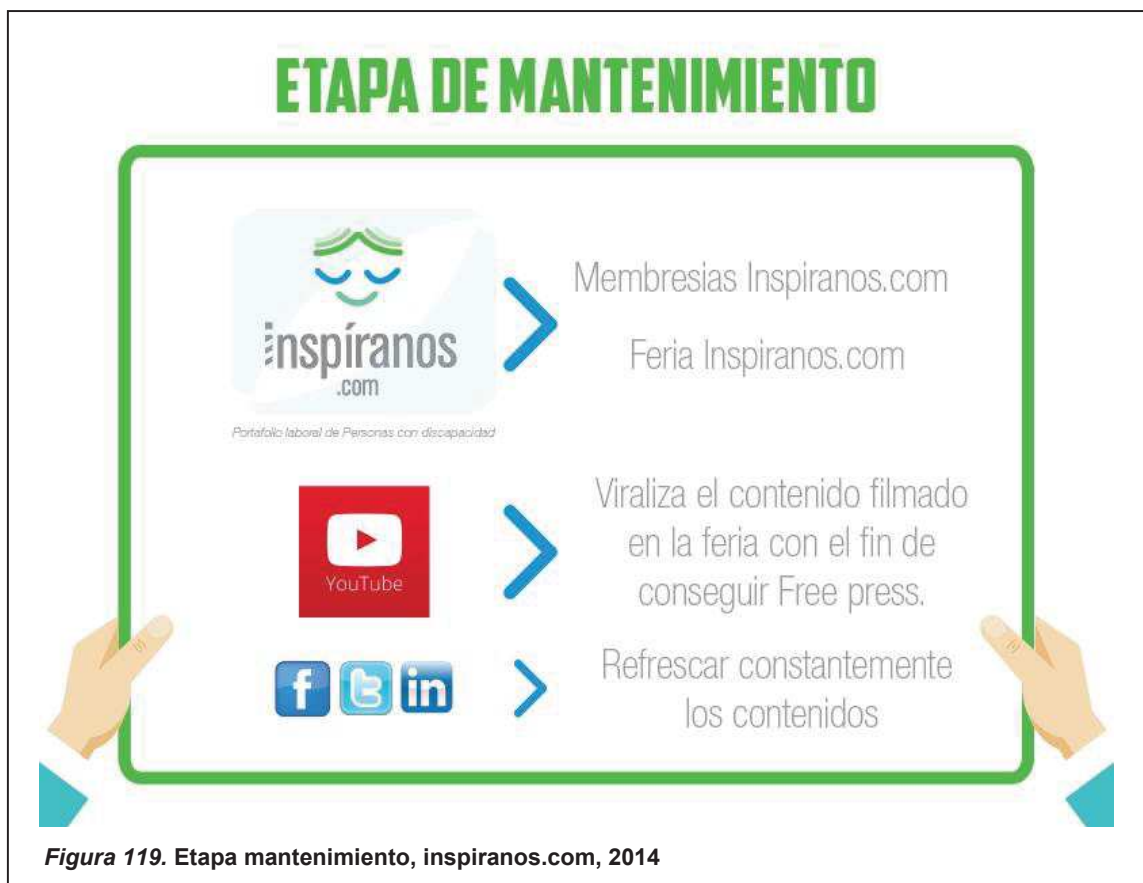 ETAPA DE MANTENIMIENTO
inspíranos
.com
Portafolio laboral de Personas con discapacidad
Membresias Inspiranos.com
Feria Inspiranos.com
YouTube
Viraliza el contenido filmado
en la feria con el fin de
conseguir Free press.
f t in
Refrescar constantemente
los contenidos
Figura 119. Etapa mantenimiento, inspiranos.com, 2014